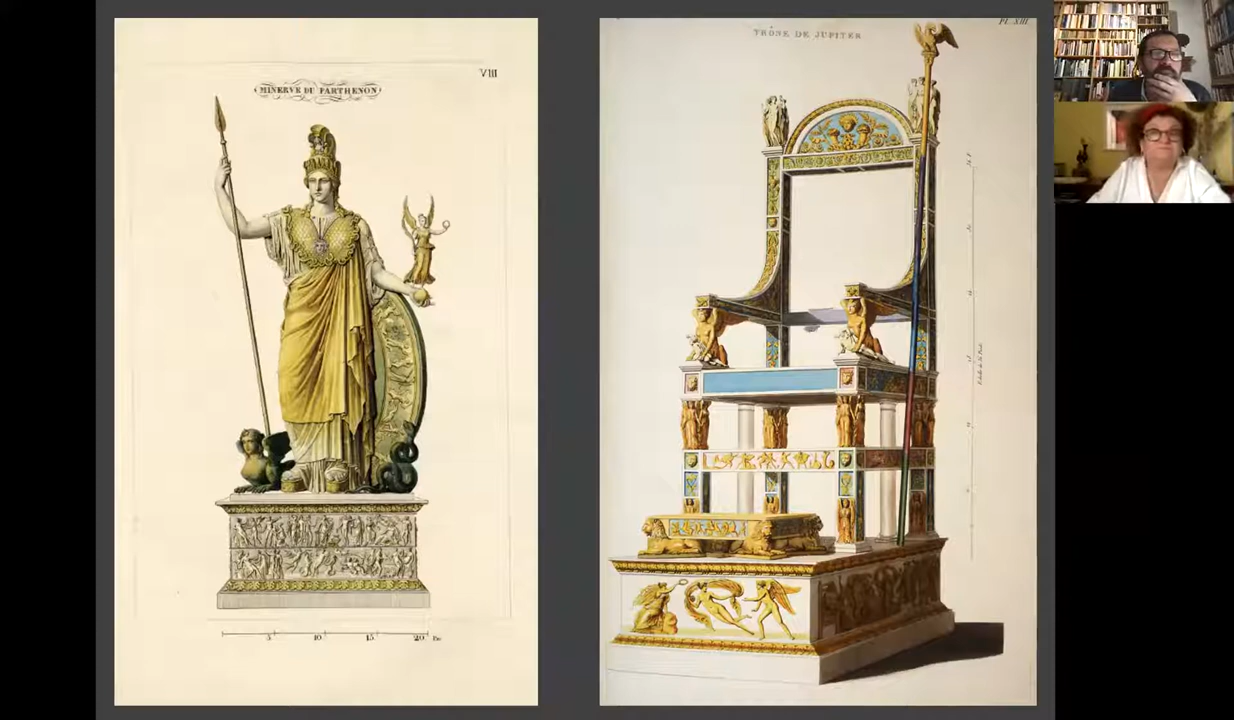 VIII
MINERVE DU PARTHENON
5
10
15
20
PL. XIII
TRÔNE DE JUPITER